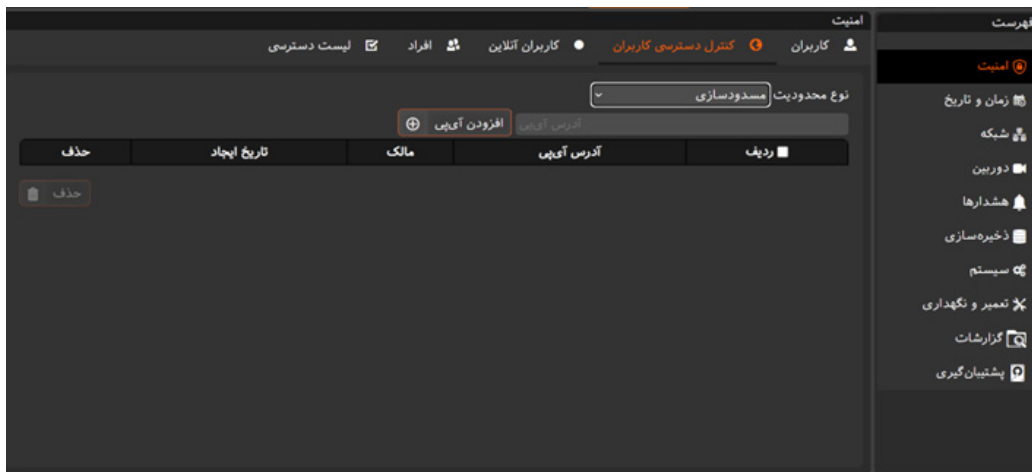 فهرست
امنیت
زمان و تاریخ
شبکه
دوربین
هشدارها
ذخیره‌سازی
سیستم
تعمیر و نگهداری
گزارشات
پشتیبان‌گیری
امنیت
کاربران کنترل دسترسی کاربران کاربران آنلاین افراد لیست دسترسی
نوع محدودیت مسدودسازی
آدرس آی‌پی افزودن آی‌پی
ردیف آدرس آی‌پی مالک تاریخ ایجاد حذف
حذف